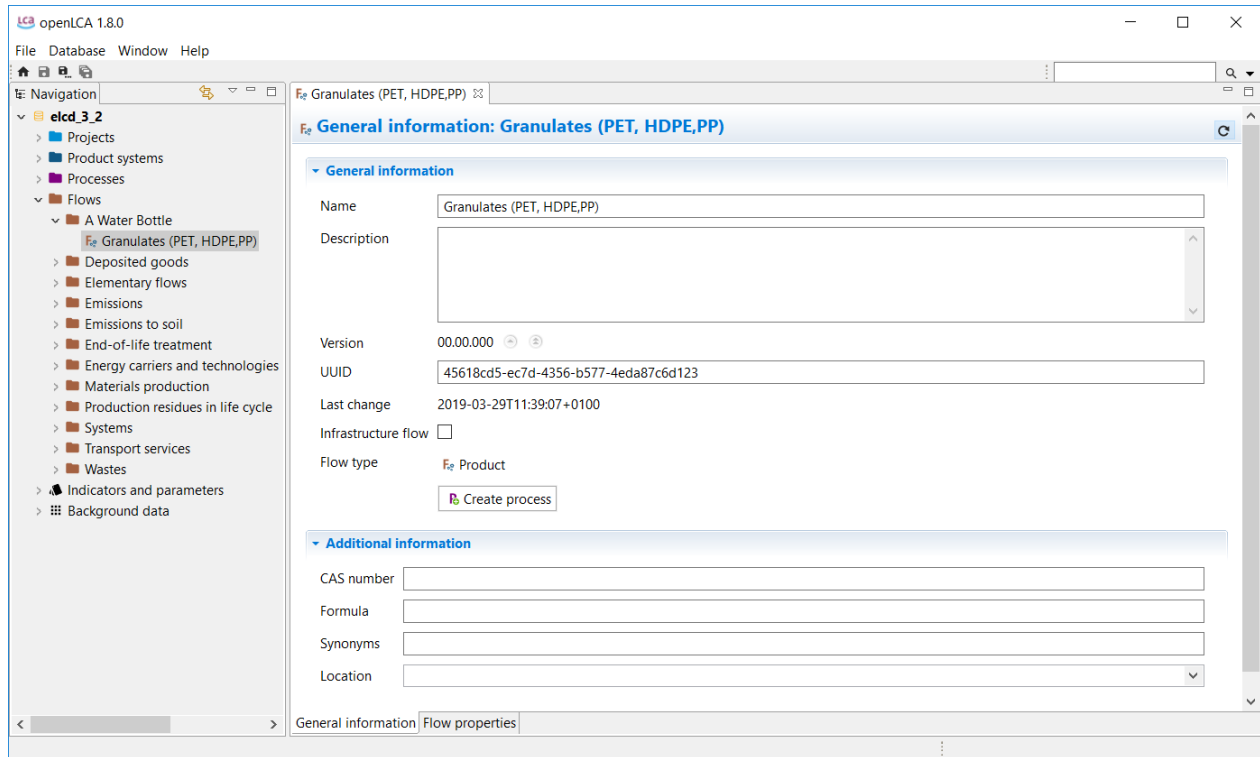 LCA openLCA 1.8.0
File Database Window Help
Navigation
elcd_3_2
Projects
Product systems
Processes
Flows
A Water Bottle
Granulates (PET, HDPE,PP)
Deposited goods
Elementary flows
Emissions
Emissions to soil
End-of-life treatment
Energy carriers and technologies
Materials production
Production residues in life cycle
Systems
Transport services
Wastes
Indicators and parameters
Background data
Granulates (PET, HDPE,PP)
General information: Granulates (PET, HDPE,PP)
General information
Name Granulates (PET, HDPE,PP)
Description
Version 00.00.000
UUID 45618cd5-ec7d-4356-b577-4eda87c6d123
Last change 2019-03-29T11:39:07+0100
Infrastructure flow
Flow type Product
Create process
Additional information
CAS number
Formula
Synonyms
Location
General information Flow properties